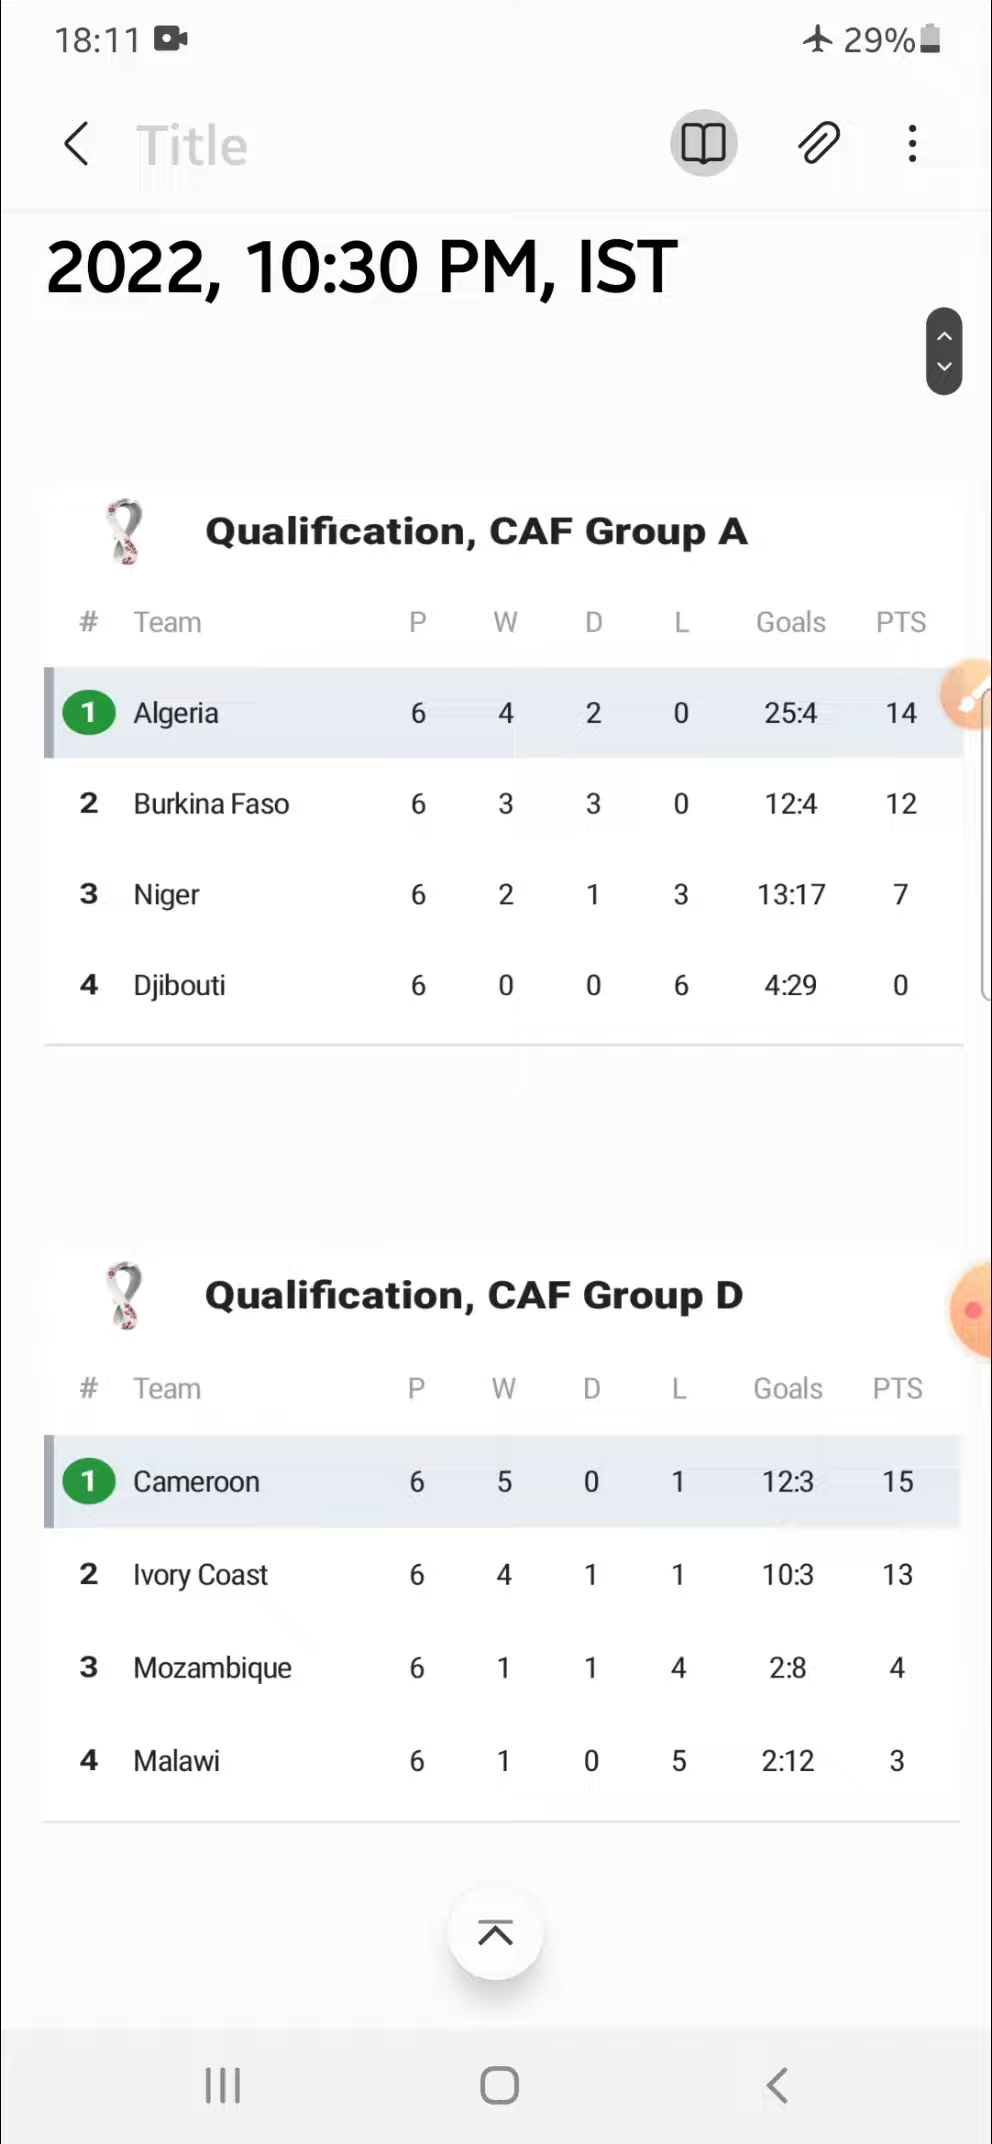 18:11 29%
Title
2022, 10:30 PM, IST
Qualification, CAF Group A
# Team P W D L Goals PTS
1 Algeria 6 4 2 0 25:4 14
2 Burkina Faso 6 3 3 0 12:4 12
3 Niger 6 2 1 3 13:17 7
4 Djibouti 6 0 0 6 4:29 0
Qualification, CAF Group D
# Team P W D L Goals PTS
1 Cameroon 6 5 0 1 12:3 15
2 Ivory Coast 6 4 1 1 10:3 13
3 Mozambique 6 1 1 4 2:8 4
4 Malawi 6 1 0 5 2:12 3